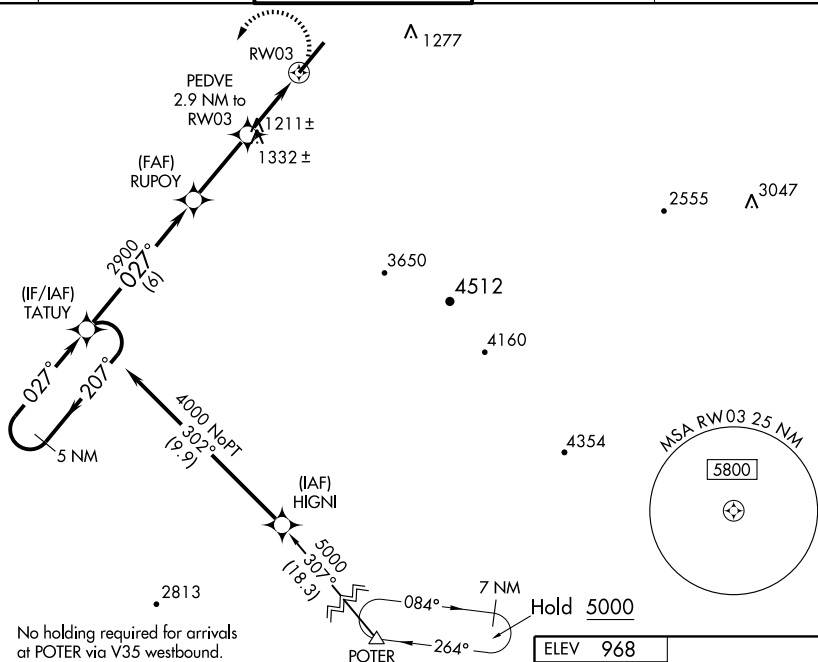 RW03
1277
PEDVE
2.9 NM to
RW03
1211±
1332 ±
(FAF)
RUPOY
2555
3047
2900
027°
(6)
3650
4512
(IF/IAF)
TATUY
4160
027°
207°
5 NM
4000 NoPT
302°
(9.9)
4354
MSA RW03 25 NM
5800
(IAF)
HIGNI
5000
307°
(18.3)
2813
084°
7 NM
Hold 5000
264°
No holding required for arrivals
at POTER via V35 westbound.
POTER
ELEV 968